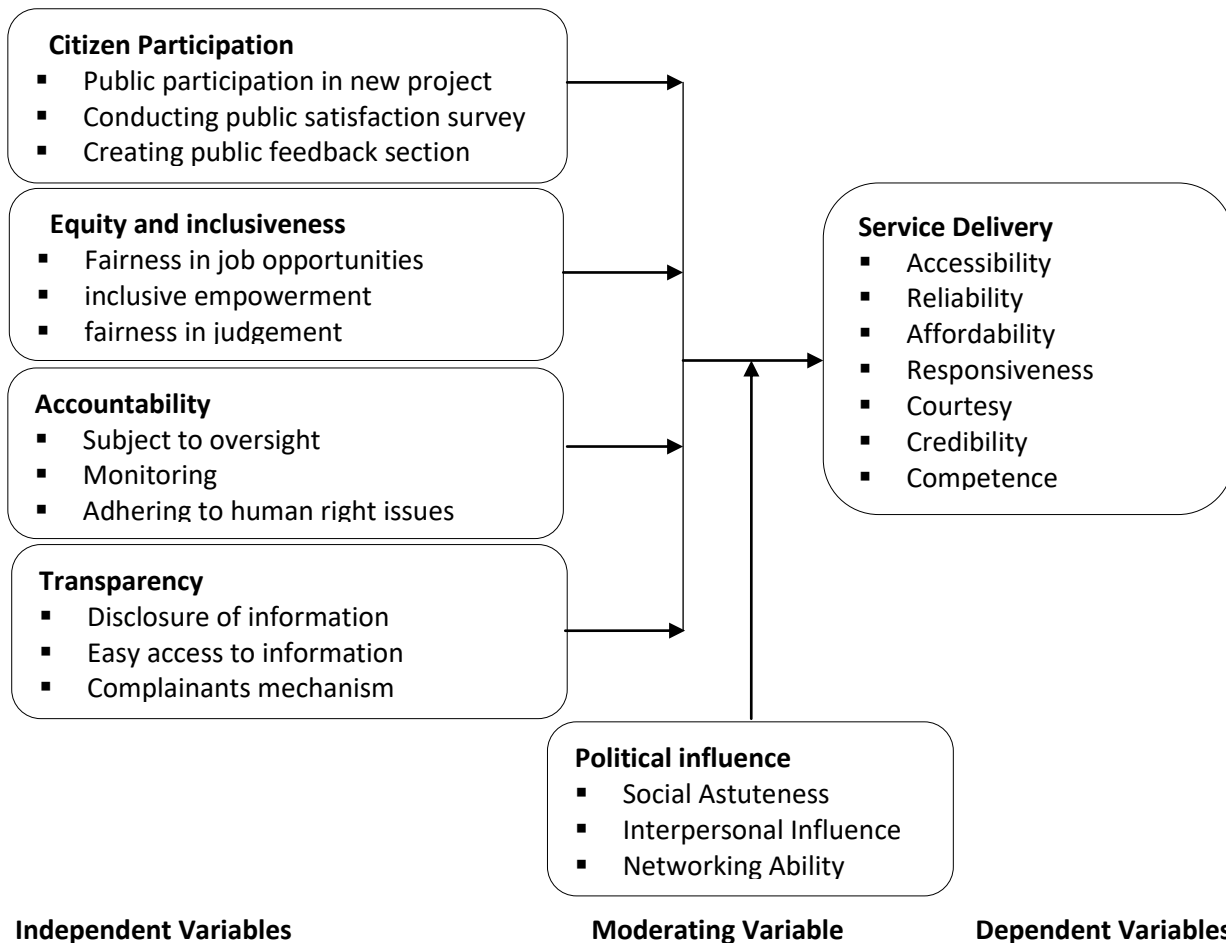 Citizen Participation
▪ Public participation in new project
▪ Conducting public satisfaction survey
▪ Creating public feedback section
Equity and inclusiveness
▪ Fairness in job opportunities
▪ inclusive empowerment
▪ fairness in judgement
Accountability
▪ Subject to oversight
▪ Monitoring
▪ Adhering to human right issues
Transparency
▪ Disclosure of information
▪ Easy access to information
▪ Complainants mechanism
Service Delivery
▪ Accessibility
▪ Reliability
▪ Affordability
▪ Responsiveness
▪ Courtesy
▪ Credibility
▪ Competence
Political influence
▪ Social Astuteness
▪ Interpersonal Influence
▪ Networking Ability
Independent Variables
Moderating Variable
Dependent Variables